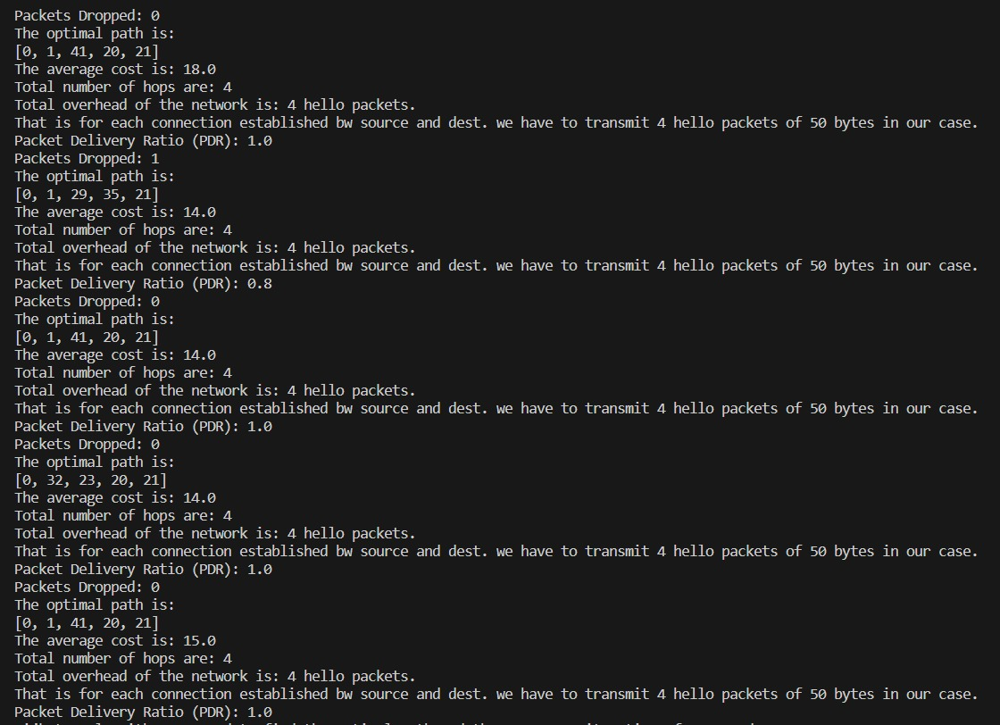 Packets Dropped: 0
The optimal path is:
[0, 1, 41, 20, 21]
The average cost is: 18.0
Total number of hops are: 4
Total overhead of the network is: 4 hello packets.
That is for each connection established bw source and dest. we have to transmit 4 hello packets of 50 bytes in our case.
Packet Delivery Ratio (PDR): 1.0
Packets Dropped: 1
The optimal path is:
[0, 1, 29, 35, 21]
The average cost is: 14.0
Total number of hops are: 4
Total overhead of the network is: 4 hello packets.
That is for each connection established bw source and dest. we have to transmit 4 hello packets of 50 bytes in our case.
Packet Delivery Ratio (PDR): 0.8
Packets Dropped: 0
The optimal path is:
[0, 1, 41, 20, 21]
The average cost is: 14.0
Total number of hops are: 4
Total overhead of the network is: 4 hello packets.
That is for each connection established bw source and dest. we have to transmit 4 hello packets of 50 bytes in our case.
Packet Delivery Ratio (PDR): 1.0
Packets Dropped: 0
The optimal path is:
[0, 32, 23, 20, 21]
The average cost is: 14.0
Total number of hops are: 4
Total overhead of the network is: 4 hello packets.
That is for each connection established bw source and dest. we have to transmit 4 hello packets of 50 bytes in our case.
Packet Delivery Ratio (PDR): 1.0
Packets Dropped: 0
The optimal path is:
[0, 1, 41, 20, 21]
The average cost is: 15.0
Total number of hops are: 4
Total overhead of the network is: 4 hello packets.
That is for each connection established bw source and dest. we have to transmit 4 hello packets of 50 bytes in our case.
Packet Delivery Ratio (PDR): 1.0